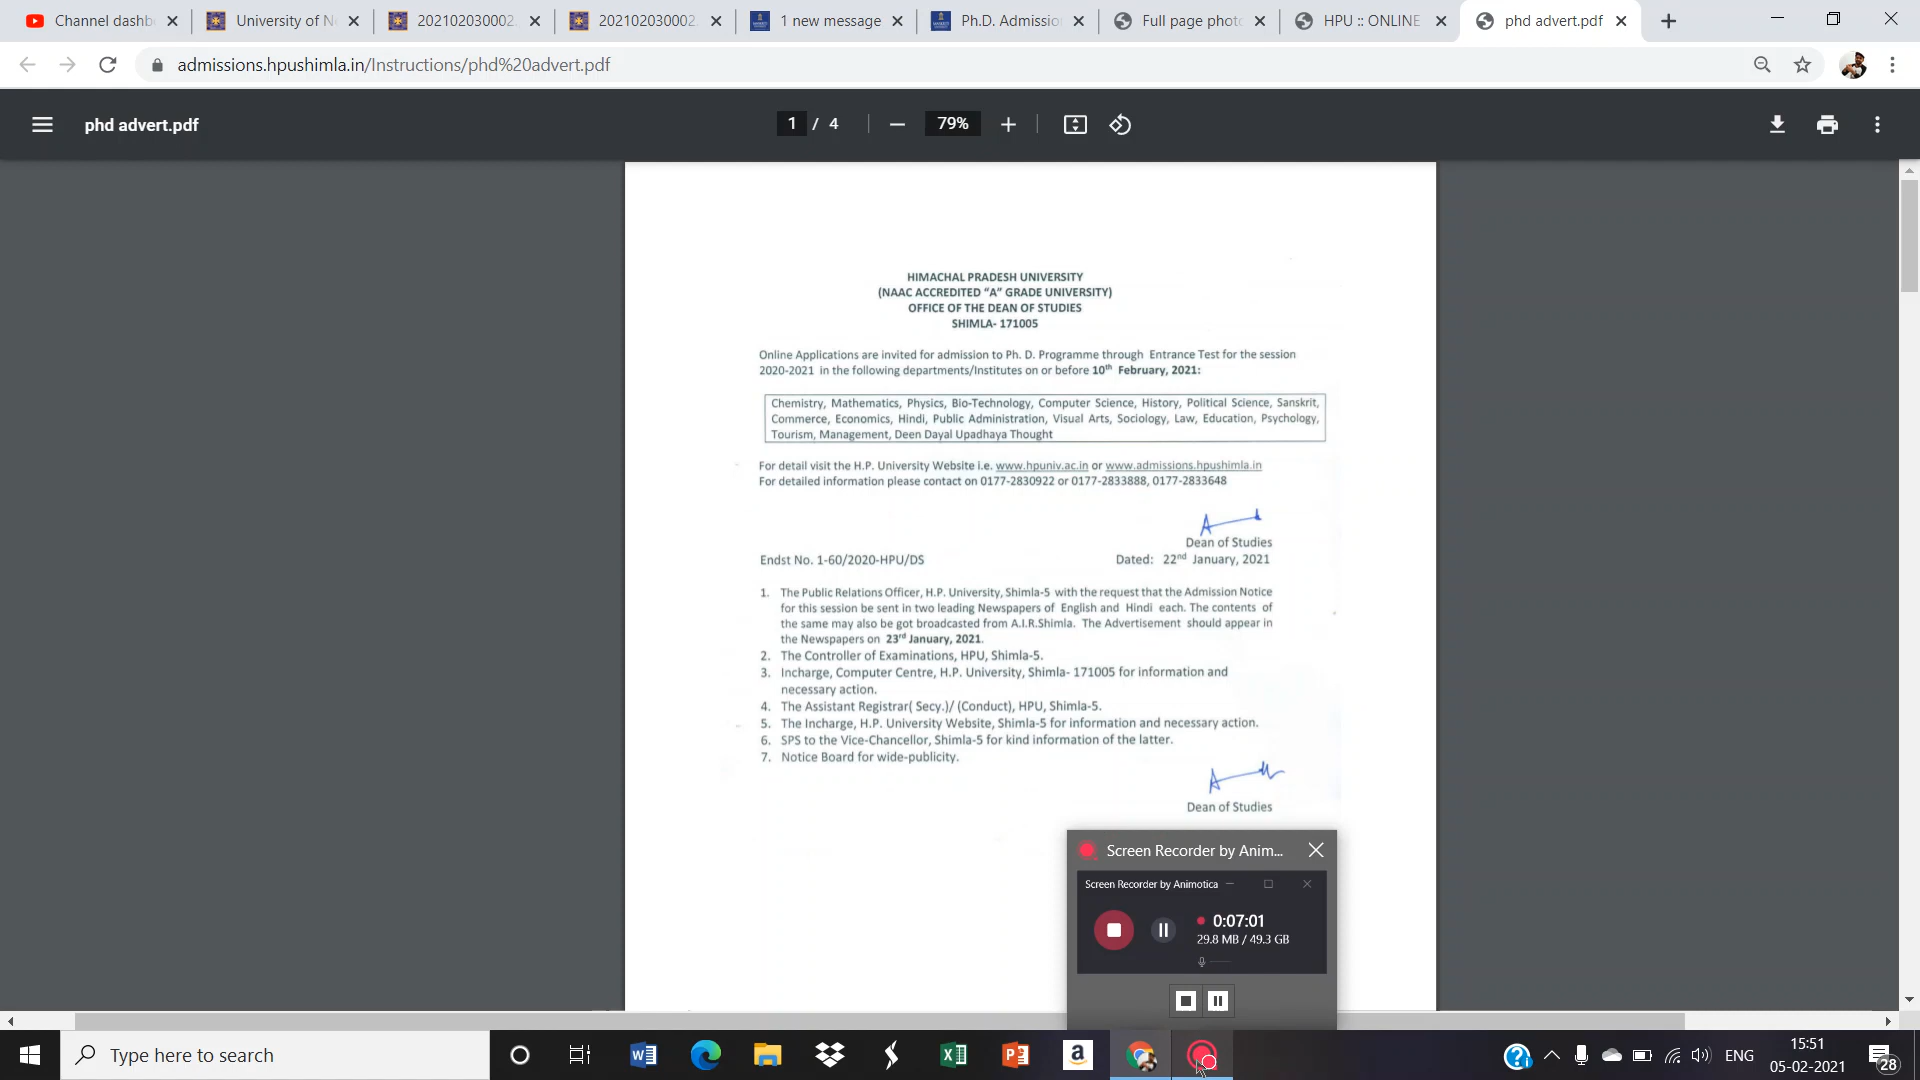 Channel dashb
University of Ne
2021020300022
2021020300022
1 new message
Ph.D. Admissio
Full page photo
HPU :: ONLINE
phd advert.pdf
admissions.hpushimla.in/Instructions/phd%20advert.pdf
phd advert.pdf
1 / 4
79%
HIMACHAL PRADESH UNIVERSITY
(NAAC ACCREDITED “A” GRADE UNIVERSITY)
OFFICE OF THE DEAN OF STUDIES
SHIMLA- 171005
Online Applications are invited for admission to Ph. D. Programme through Entrance Test for the session
2020-2021 in the following departments/Institutes on or before 10th February, 2021:
Chemistry, Mathematics, Physics, Bio-Technology, Computer Science, History, Political Science, Sanskrit,
Commerce, Economics, Hindi, Public Administration, Visual Arts, Sociology, Law, Education, Psychology,
Tourism, Management, Deen Dayal Upadhaya Thought
For detail visit the H.P. University Website i.e. www.hpuniv.ac.in or www.admissions.hpushimla.in
For detailed information please contact on 0177-2830922 or 0177-2833888, 0177-2833648
Dean of Studies
Endst No. 1-60/2020-HPU/DS Dated: 22nd January, 2021
1. The Public Relations Officer, H.P. University, Shimla-5 with the request that the Admission Notice
for this session be sent in two leading Newspapers of English and Hindi each. The contents of
the same may also be got broadcasted from A.I.R.Shimla. The Advertisement should appear in
the Newspapers on 23rd January, 2021.
2. The Controller of Examinations, HPU, Shimla-5.
3. Incharge, Computer Centre, H.P. University, Shimla- 171005 for information and
necessary action.
4. The Assistant Registrar( Secy.)/ (Conduct), HPU, Shimla-5.
5. The Incharge, H.P. University Website, Shimla-5 for information and necessary action.
6. SPS to the Vice-Chancellor, Shimla-5 for kind information of the latter.
7. Notice Board for wide-publicity.
Dean of Studies
Screen Recorder by Anim...
Screen Recorder by Animotica
0:07:01
29.8 MB / 49.3 GB
Type here to search
ENG
15:51
05-02-2021
28